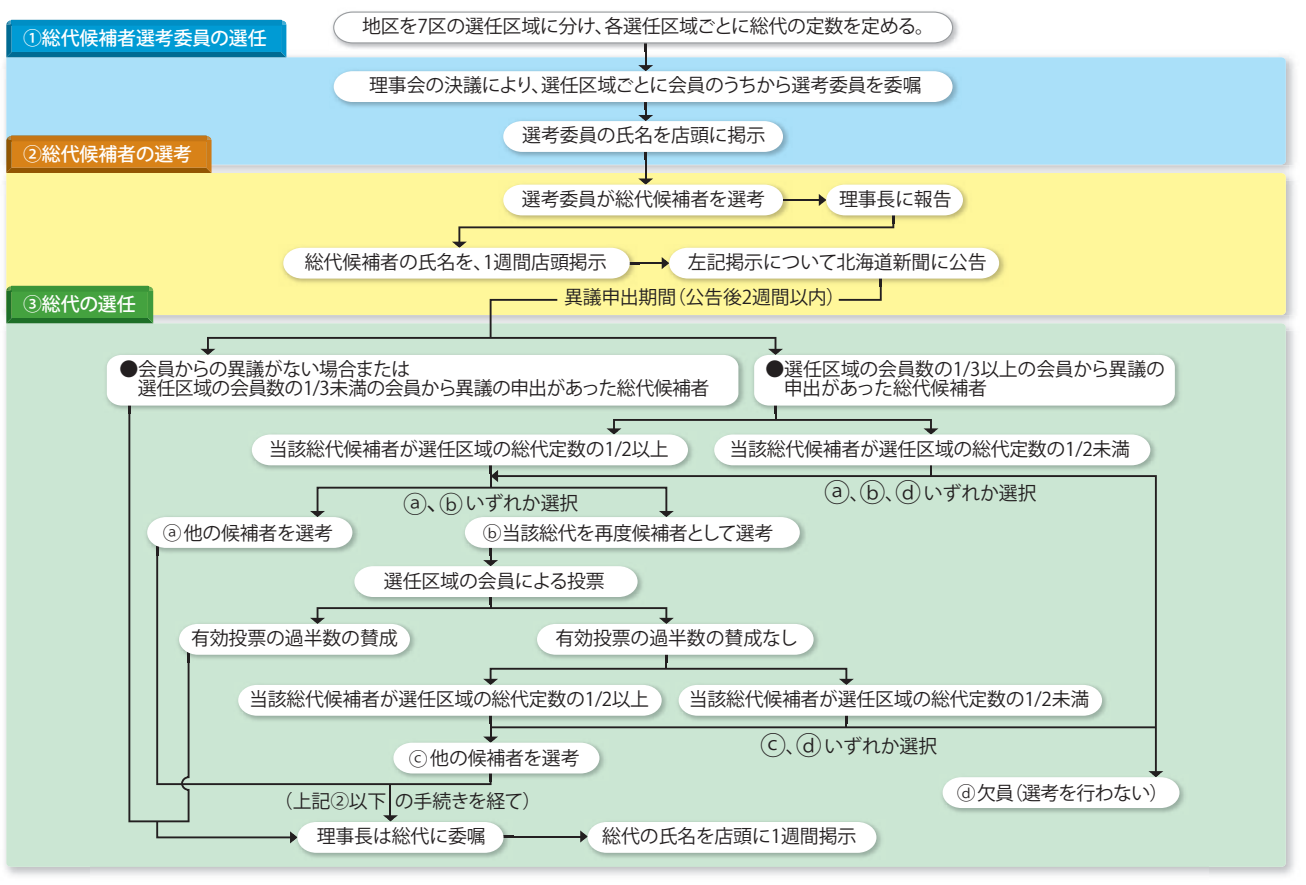 地区を7区の選任区域に分け、各選任区域ごとに総代の定数を定める。
①総代候補者選考委員の選任
理事会の決議により、選任区域ごとに会員のうちから選考委員を委嘱
選考委員の氏名を店頭に掲示
②総代候補者の選考
選考委員が総代候補者を選考
理事長に報告
総代候補者の氏名を、1週間店頭掲示
左記掲示について北海道新聞に公告
異議申出期間(公告後2週間以内)
③総代の選任
●会員からの異議がない場合または
選任区域の会員数の1/3未満の会員から異議の申出があった総代候補者
●選任区域の会員数の1/3以上の会員から異議の
申出があった総代候補者
当該総代候補者が選任区域の総代定数の1/2以上
当該総代候補者が選任区域の総代定数の1/2未満
ⓐ、ⓑいずれか選択
ⓐ、ⓑ、ⓓいずれか選択
ⓐ他の候補者を選考
ⓑ当該総代を再度候補者として選考
選任区域の会員による投票
有効投票の過半数の賛成
有効投票の過半数の賛成なし
当該総代候補者が選任区域の総代定数の1/2以上
当該総代候補者が選任区域の総代定数の1/2未満
ⓒ、ⓓいずれか選択
ⓒ他の候補者を選考
ⓓ欠員(選考を行わない)
(上記②以下の手続きを経て)
理事長は総代に委嘱
総代の氏名を店頭に1週間掲示